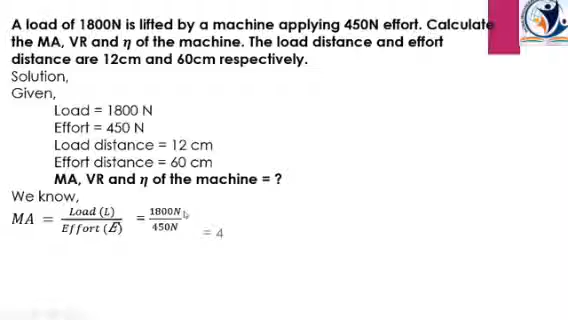 A load of 1800N is lifted by a machine applying 450N effort. Calculate
the MA, VR and η of the machine. The load distance and effort
distance are 12cm and 60cm respectively.
Solution,
Given,
Load = 1800 N
Effort = 450 N
Load distance = 12 cm
Effort distance = 60 cm
MA, VR and η of the machine = ?
We know,
MA = Load (L) / Effort (E) = 1800N / 450N = 4